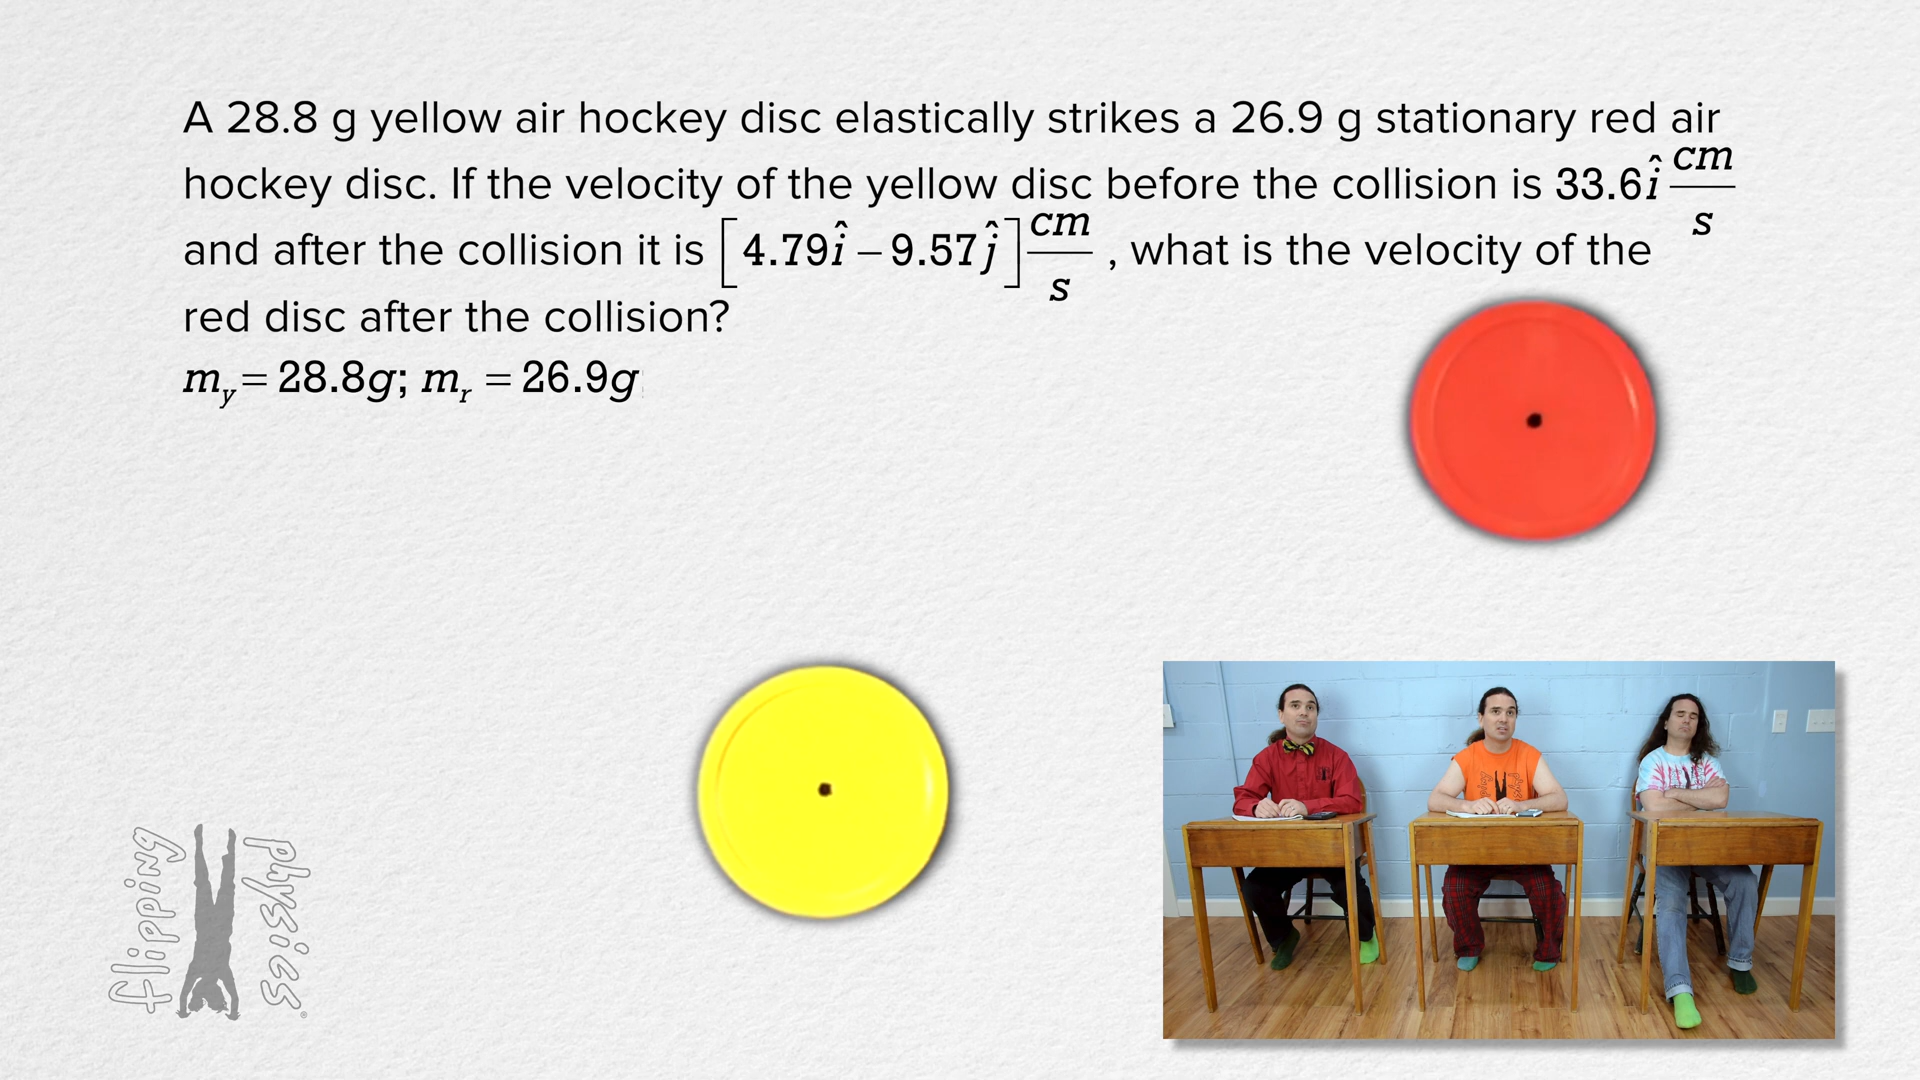 A 28.8 g yellow air hockey disc elastically strikes a 26.9 g stationary red air
hockey disc. If the velocity of the yellow disc before the collision is 33.6î cm/s
and after the collision it is [4.79î – 9.57ĵ] cm/s , what is the velocity of the
red disc after the collision?
m_y = 28.8g; m_r = 26.9g
flipping
physics
®